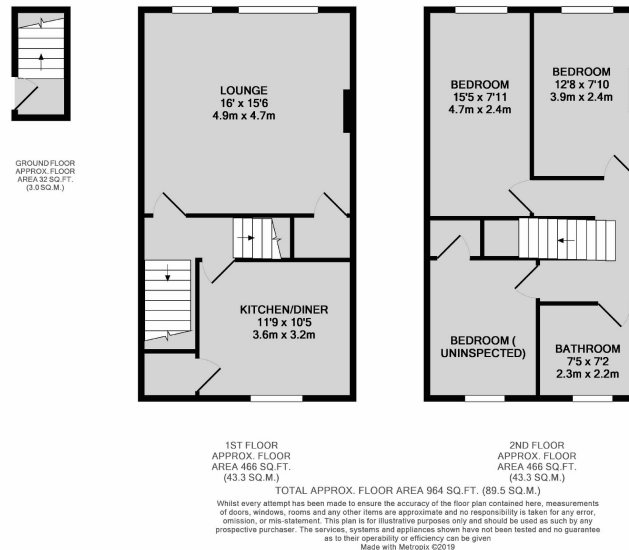 LOUNGE
16' x 15'6
4.9m x 4.7m
BEDROOM
15'5 x 7'11
4.7m x 2.4m
BEDROOM
12'8 x 7'10
3.9m x 2.4m
GROUND FLOOR
APPROX. FLOOR
AREA 32 SQ.FT.
(3.0 SQ.M.)
KITCHEN/DINER
11'9 x 10'5
3.6m x 3.2m
BEDROOM (
UNINSPECTED)
BATHROOM
7'5 x 7'2
2.3m x 2.2m
1ST FLOOR
APPROX. FLOOR
AREA 466 SQ.FT.
(43.3 SQ.M.)
2ND FLOOR
APPROX. FLOOR
AREA 466 SQ.FT.
(43.3 SQ.M.)
TOTAL APPROX. FLOOR AREA 964 SQ.FT. (89.5 SQ.M.)
Whilst every attempt has been made to ensure the accuracy of the floor plan contained here, measurements
of doors, windows, rooms and any other items are approximate and no responsibility is taken for any error,
omission, or mis-statement. This plan is for illustrative purposes only and should be used as such by any
prospective purchaser. The services, systems and appliances shown have not been tested and no guarantee
as to their operability or efficiency can be given
Made with Metropix ©2019